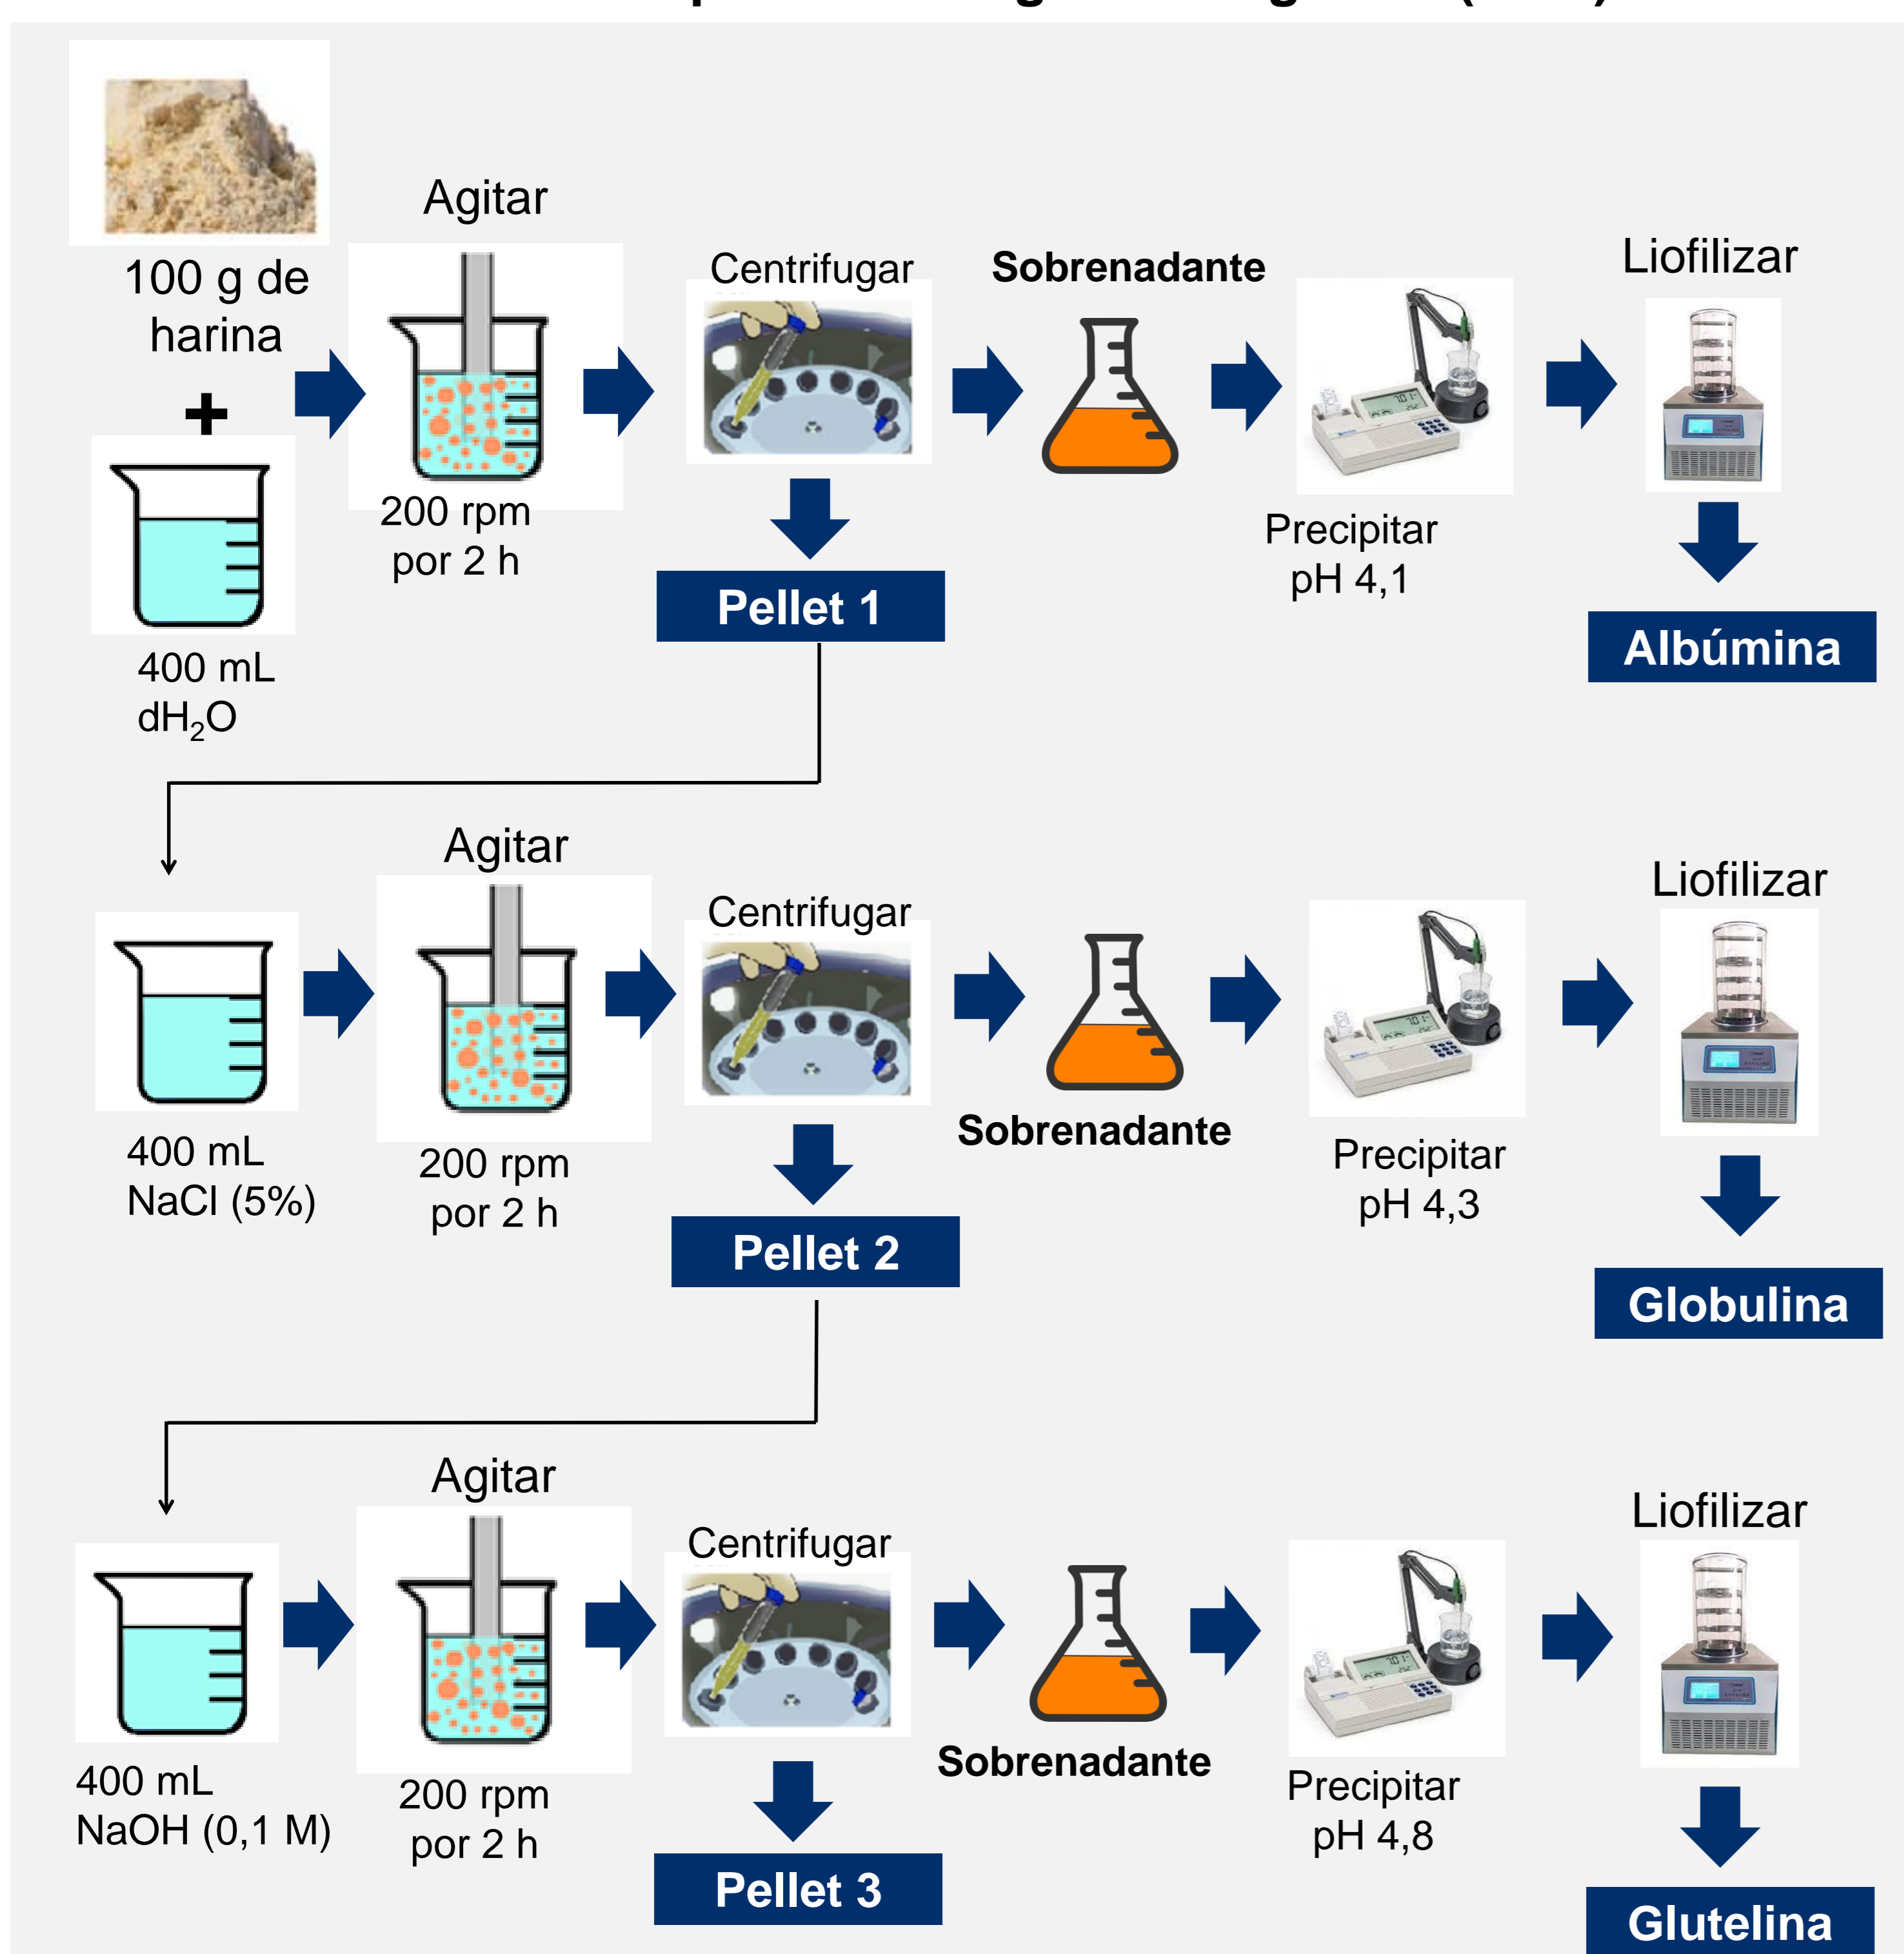 Agitar
Centrifugar
Sobrenadante
Liofilizar
100 g de
harina
+
200 rpm
por 2 h
Precipitar
pH 4,1
Pellet 1
Albúmina
400 mL
dH₂O
Agitar
Centrifugar
Liofilizar
400 mL
NaCl (5%)
200 rpm
por 2 h
Sobrenadante
Precipitar
pH 4,3
Pellet 2
Globulina
Agitar
Centrifugar
Liofilizar
400 mL
NaOH (0,1 M)
200 rpm
por 2 h
Sobrenadante
Precipitar
pH 4,8
Pellet 3
Glutelina